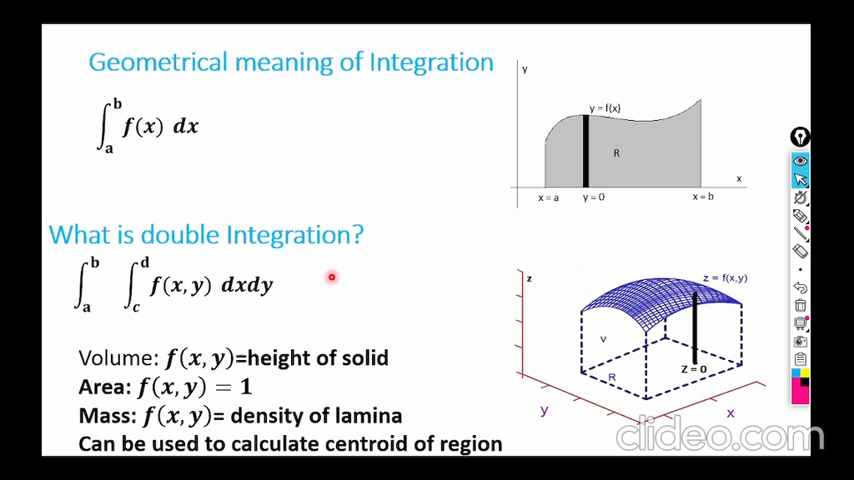 Geometrical meaning of Integration
∫ₐᵇ f(x) dx
y
y = f(x)
R
x
x = a
y = 0
x = b
What is double Integration?
∫ₐᵇ ∫꜀ᵈ f(x, y) dxdy
z
z = f(x,y)
v
Z = 0
R
y
x
Volume: f(x, y)=height of solid
Area: f(x, y) = 1
Mass: f(x, y)= density of lamina
Can be used to calculate centroid of region
clideo.com